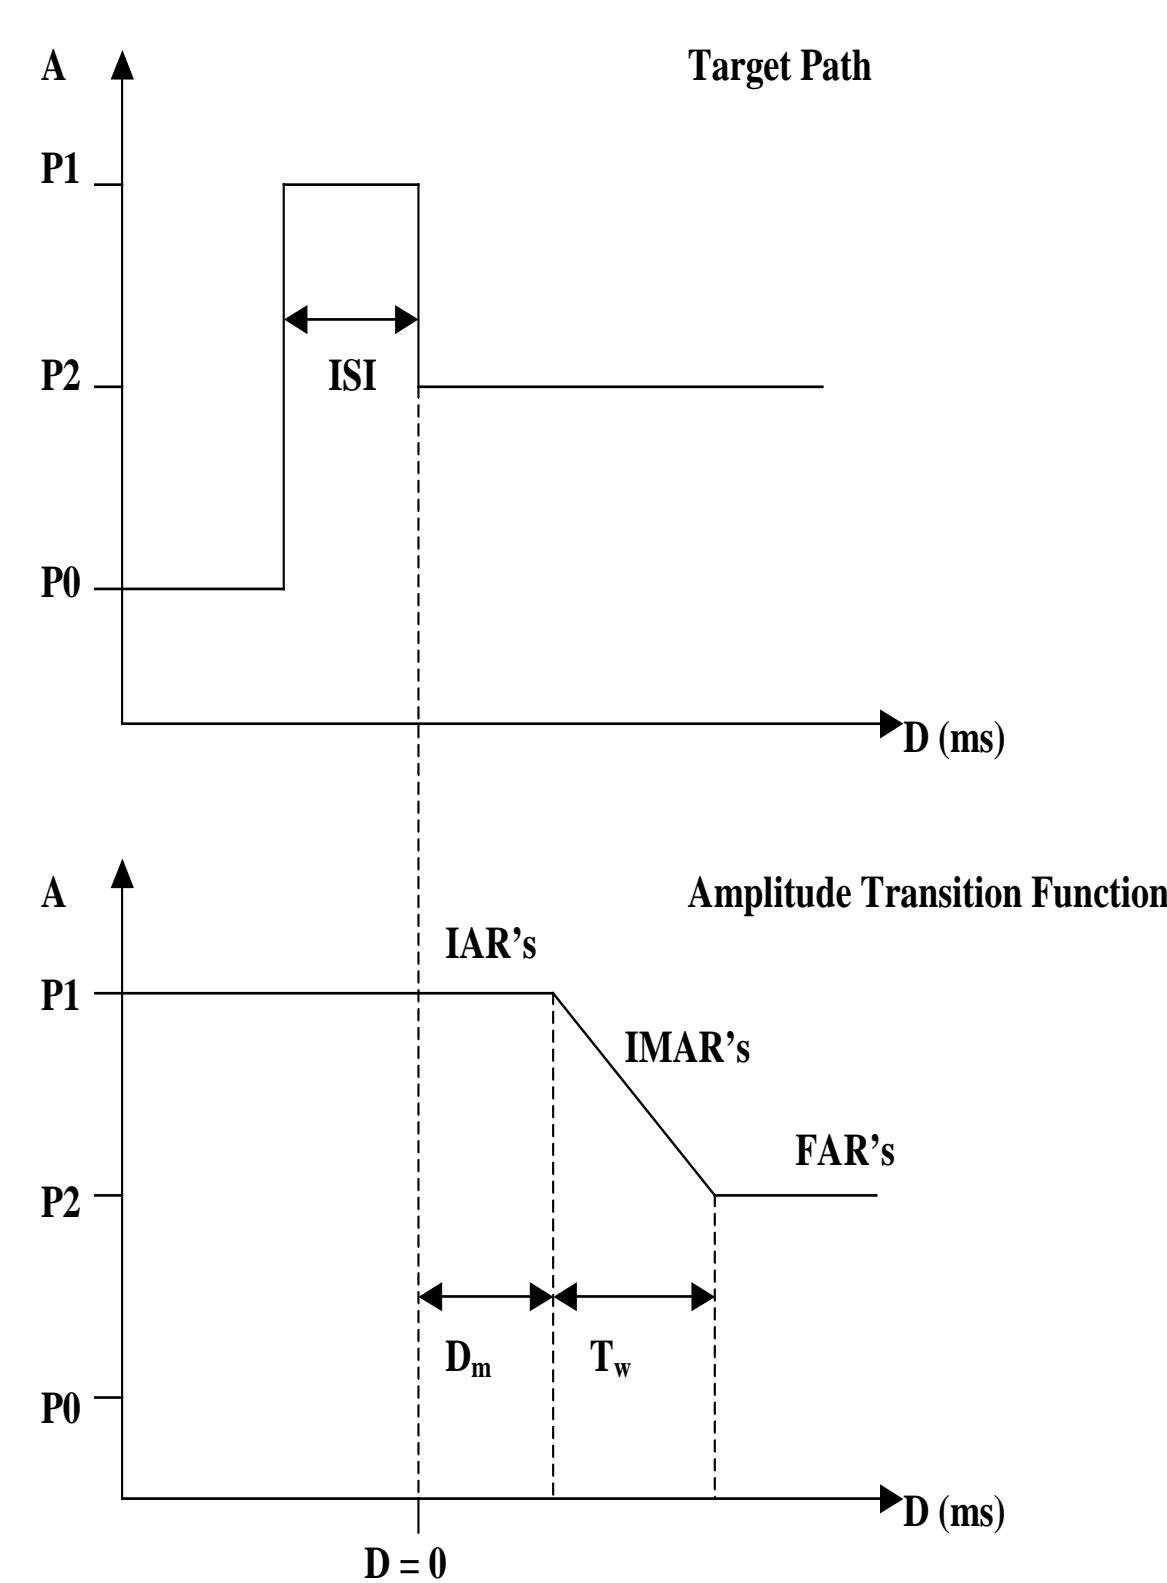 A
Target Path
P1
ISI
P2
P0
D (ms)
A
Amplitude Transition Function
IAR's
P1
IMAR's
FAR's
P2
Dm
Tw
P0
D (ms)
D = 0